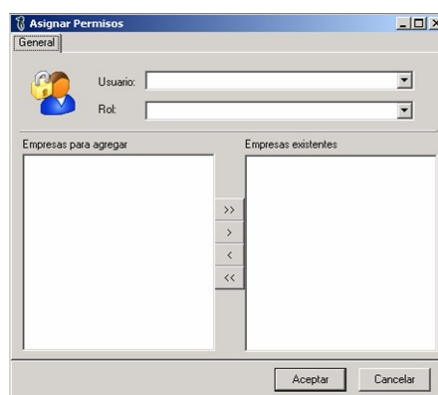 Asignar Permisos
General
Usuario:
Rol:
Empresas para agregar
Empresas existentes
>>
>
<
<<
Aceptar
Cancelar